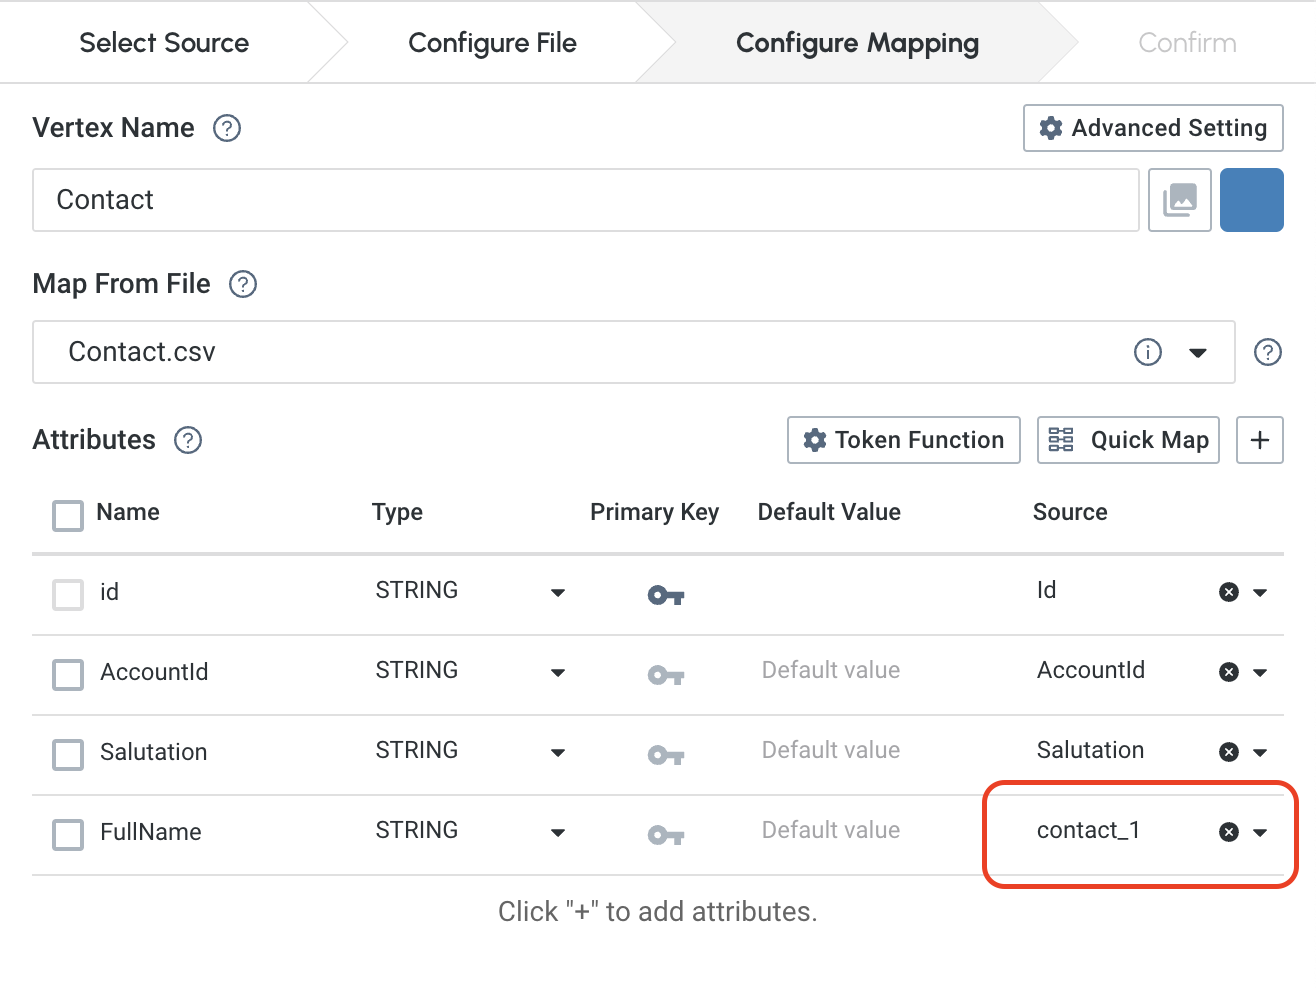 Select Source Configure File Configure Mapping Confirm
Vertex Name ? Advanced Setting
Contact
Map From File ?
Contact.csv i ?
Attributes ? Token Function Quick Map +
Name Type Primary Key Default Value Source
id STRING Id
AccountId STRING Default value AccountId
Salutation STRING Default value Salutation
FullName STRING Default value contact_1
Click "+" to add attributes.